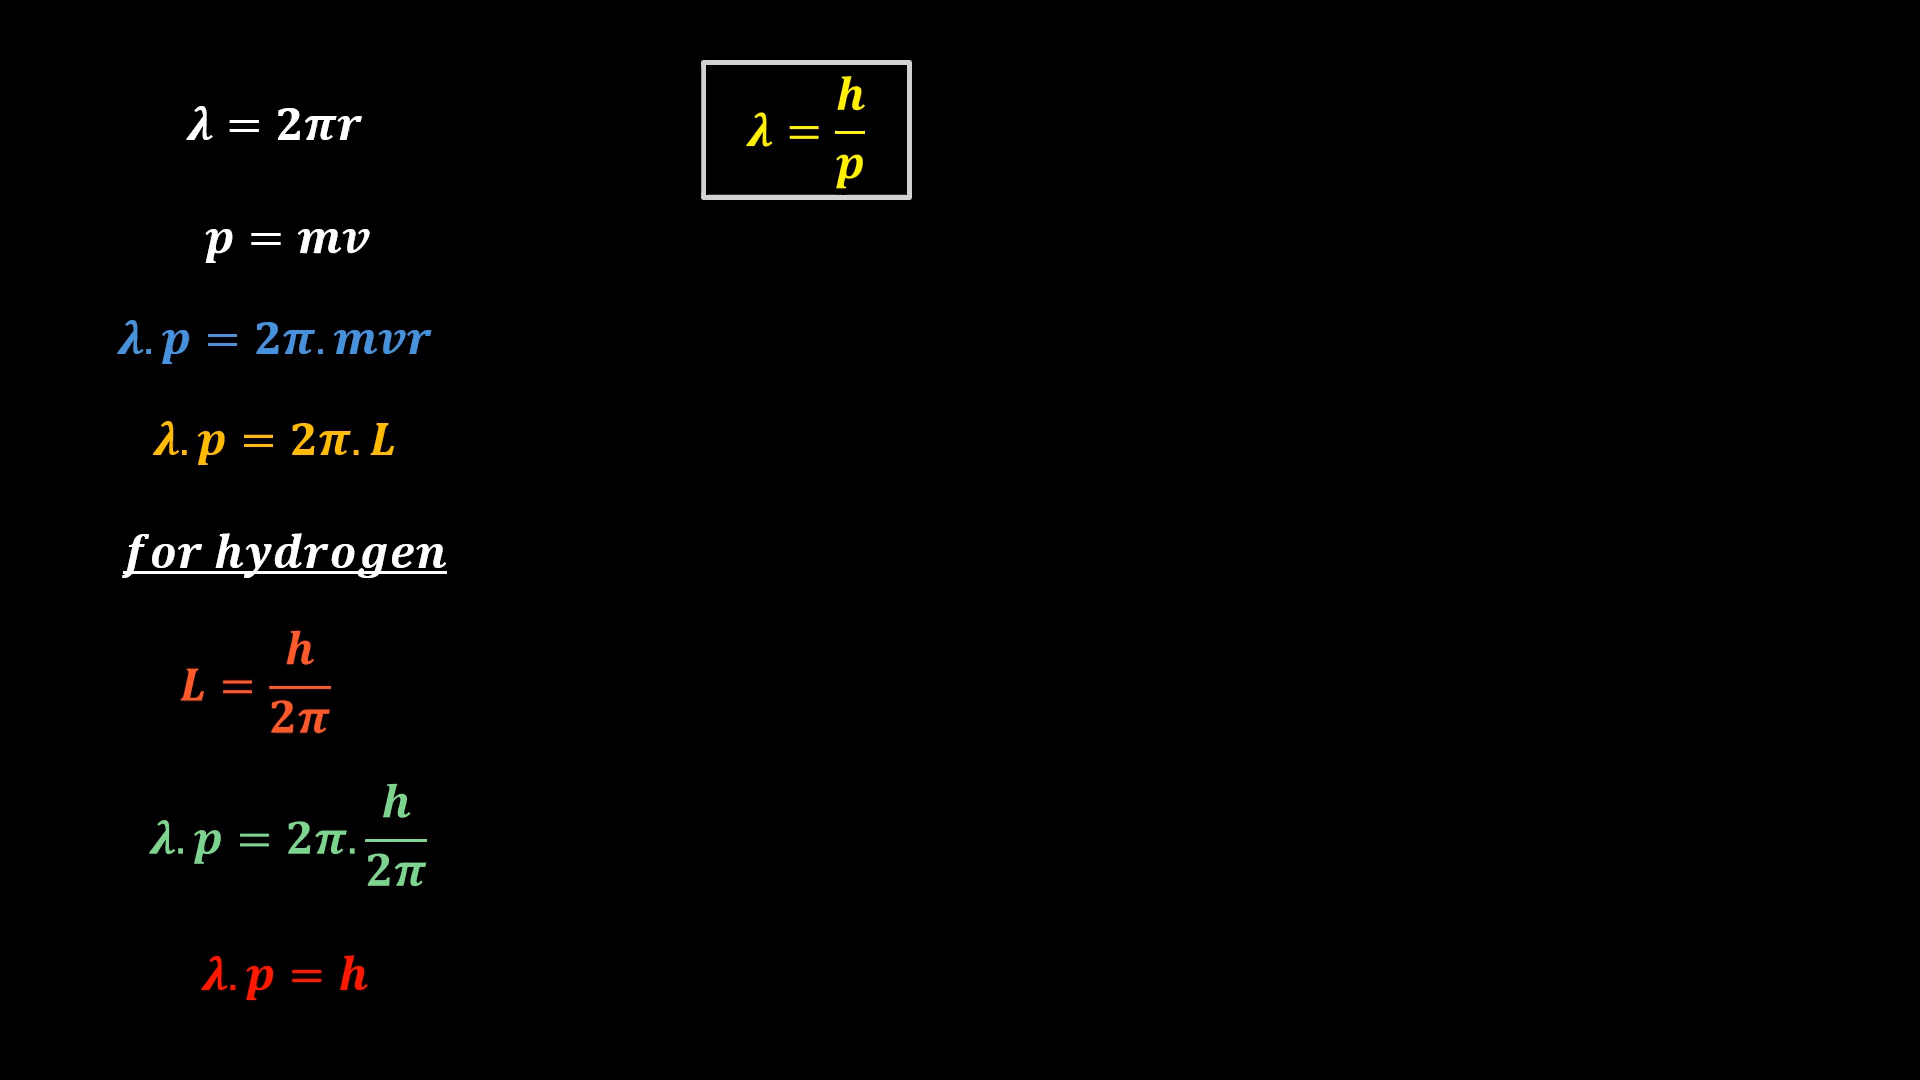 λ = 2πr
p = mv
λ.p = 2π.mvr
λ.p = 2π.L
for hydrogen
L = h/2π
λ.p = 2π.h/2π
λ.p = h
λ = h/p